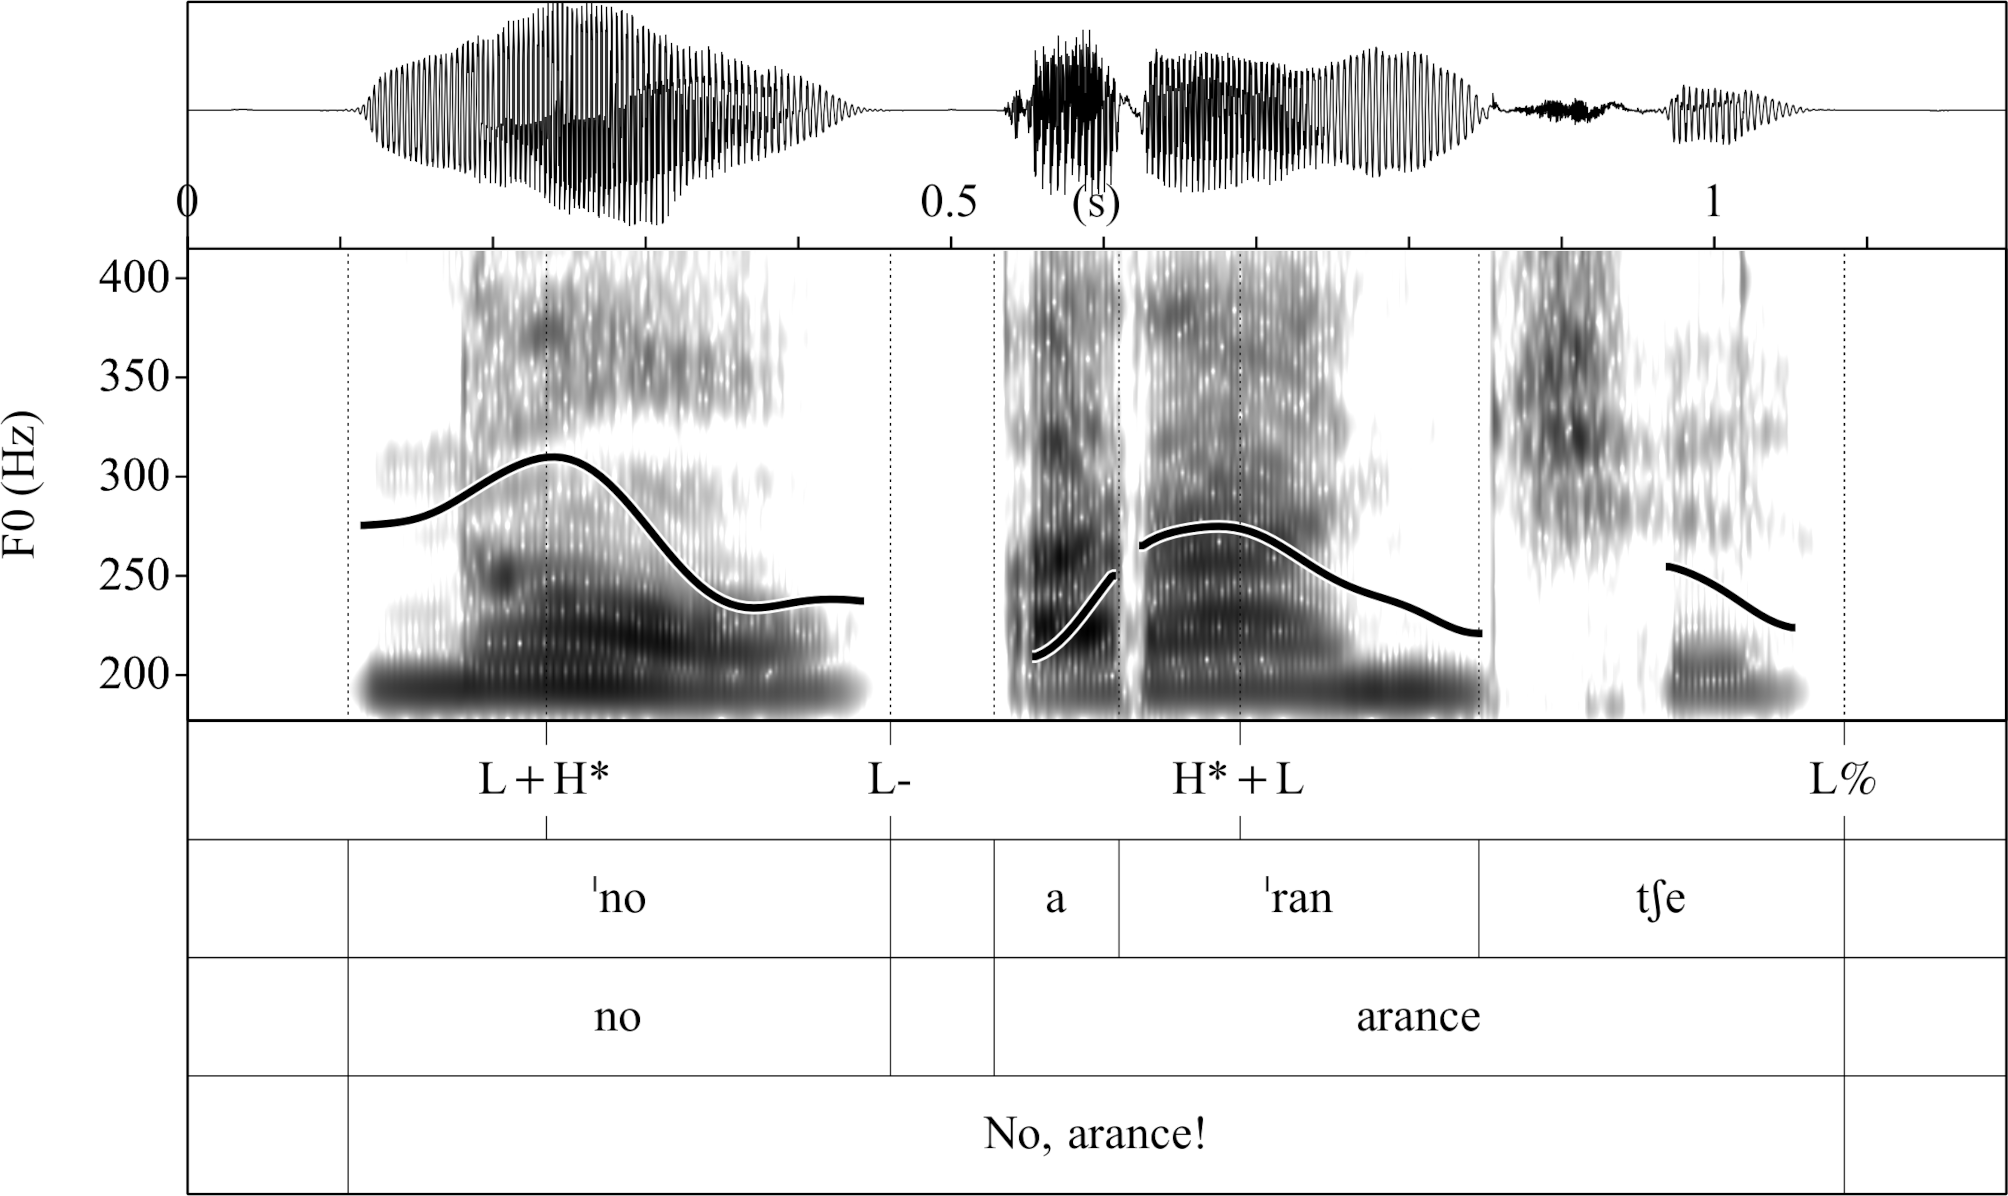 0 0.5 (s) 1
400
350
300
250
200
F0 (Hz)
L+H* L- H*+L L%
ˈno a ˈran tʃe
no arance
No, arance!